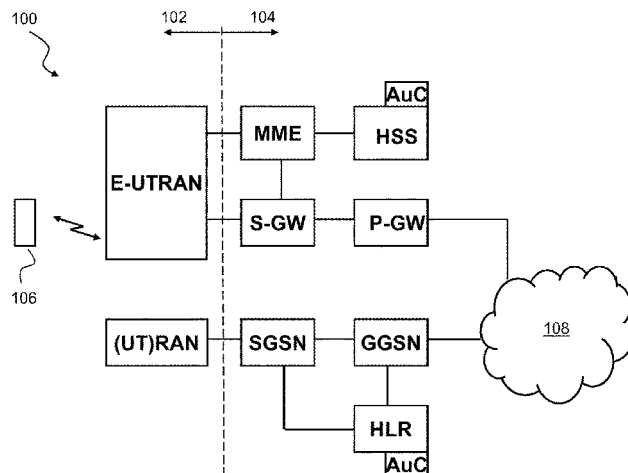 100
102
104
AuC
MME
HSS
E-UTRAN
S-GW
P-GW
106
108
(UT)RAN
SGSN
GGSN
HLR
AuC